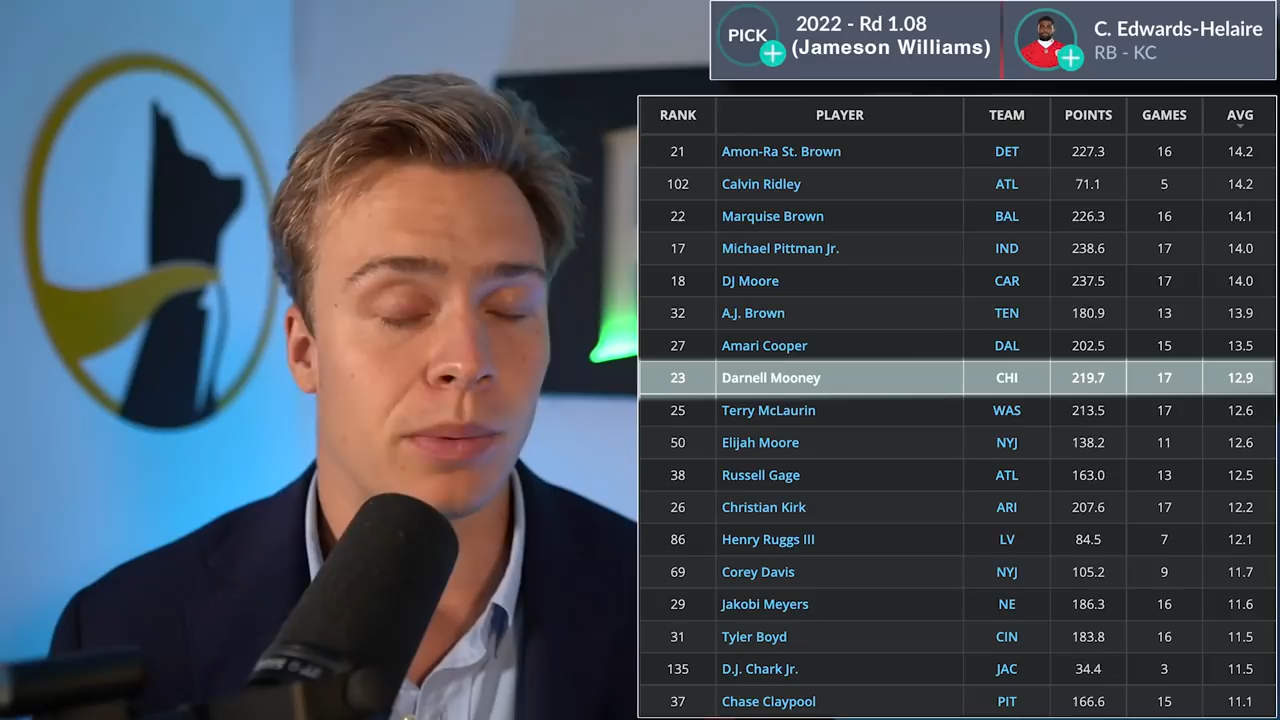 PICK
2022 - Rd 1.08
(Jameson Williams)
C. Edwards-Helaire
RB - KC
RANK PLAYER TEAM POINTS GAMES AVG
21 Amon-Ra St. Brown DET 227.3 16 14.2
102 Calvin Ridley ATL 71.1 5 14.2
22 Marquise Brown BAL 226.3 16 14.1
17 Michael Pittman Jr. IND 238.6 17 14.0
18 DJ Moore CAR 237.5 17 14.0
32 A.J. Brown TEN 180.9 13 13.9
27 Amari Cooper DAL 202.5 15 13.5
23 Darnell Mooney CHI 219.7 17 12.9
25 Terry McLaurin WAS 213.5 17 12.6
50 Elijah Moore NYJ 138.2 11 12.6
38 Russell Gage ATL 163.0 13 12.5
26 Christian Kirk ARI 207.6 17 12.2
86 Henry Ruggs III LV 84.5 7 12.1
69 Corey Davis NYJ 105.2 9 11.7
29 Jakobi Meyers NE 186.3 16 11.6
31 Tyler Boyd CIN 183.8 16 11.5
135 D.J. Chark Jr. JAC 34.4 3 11.5
37 Chase Claypool PIT 166.6 15 11.1